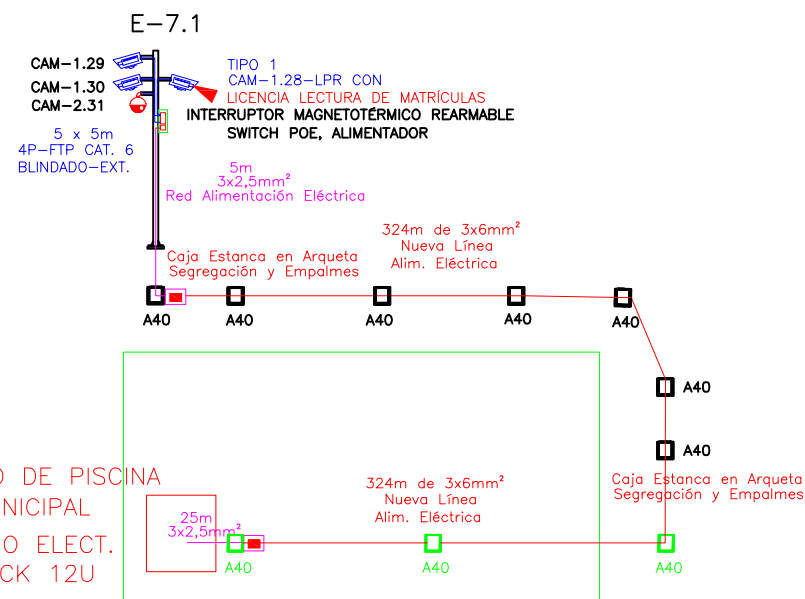 E-7.1
CAM-1.29
CAM-1.30
CAM-2.31
TIPO 1
CAM-1.28-LPR CON
LICENCIA LECTURA DE MATRÍCULAS
INTERRUPTOR MAGNETOTÉRMICO REARMABLE
SWITCH POE, ALIMENTADOR
5 x 5m
4P-FTP CAT. 6
BLINDADO-EXT.
5m
3x2,5mm²
Red Alimentación Eléctrica
Caja Estanca en Arqueta
Segregación y Empalmes
324m de 3x6mm²
Nueva Línea
Alim. Eléctrica
A40
A40
A40
A40
A40
A40
A40
DE PISCINA
NICIPAL
ELECT.
CK 12U
25m
3x2,5mm²
324m de 3x6mm²
Nueva Línea
Alim. Eléctrica
Caja Estanca en Arqueta
Segregación y Empalmes
A40
A40
A40